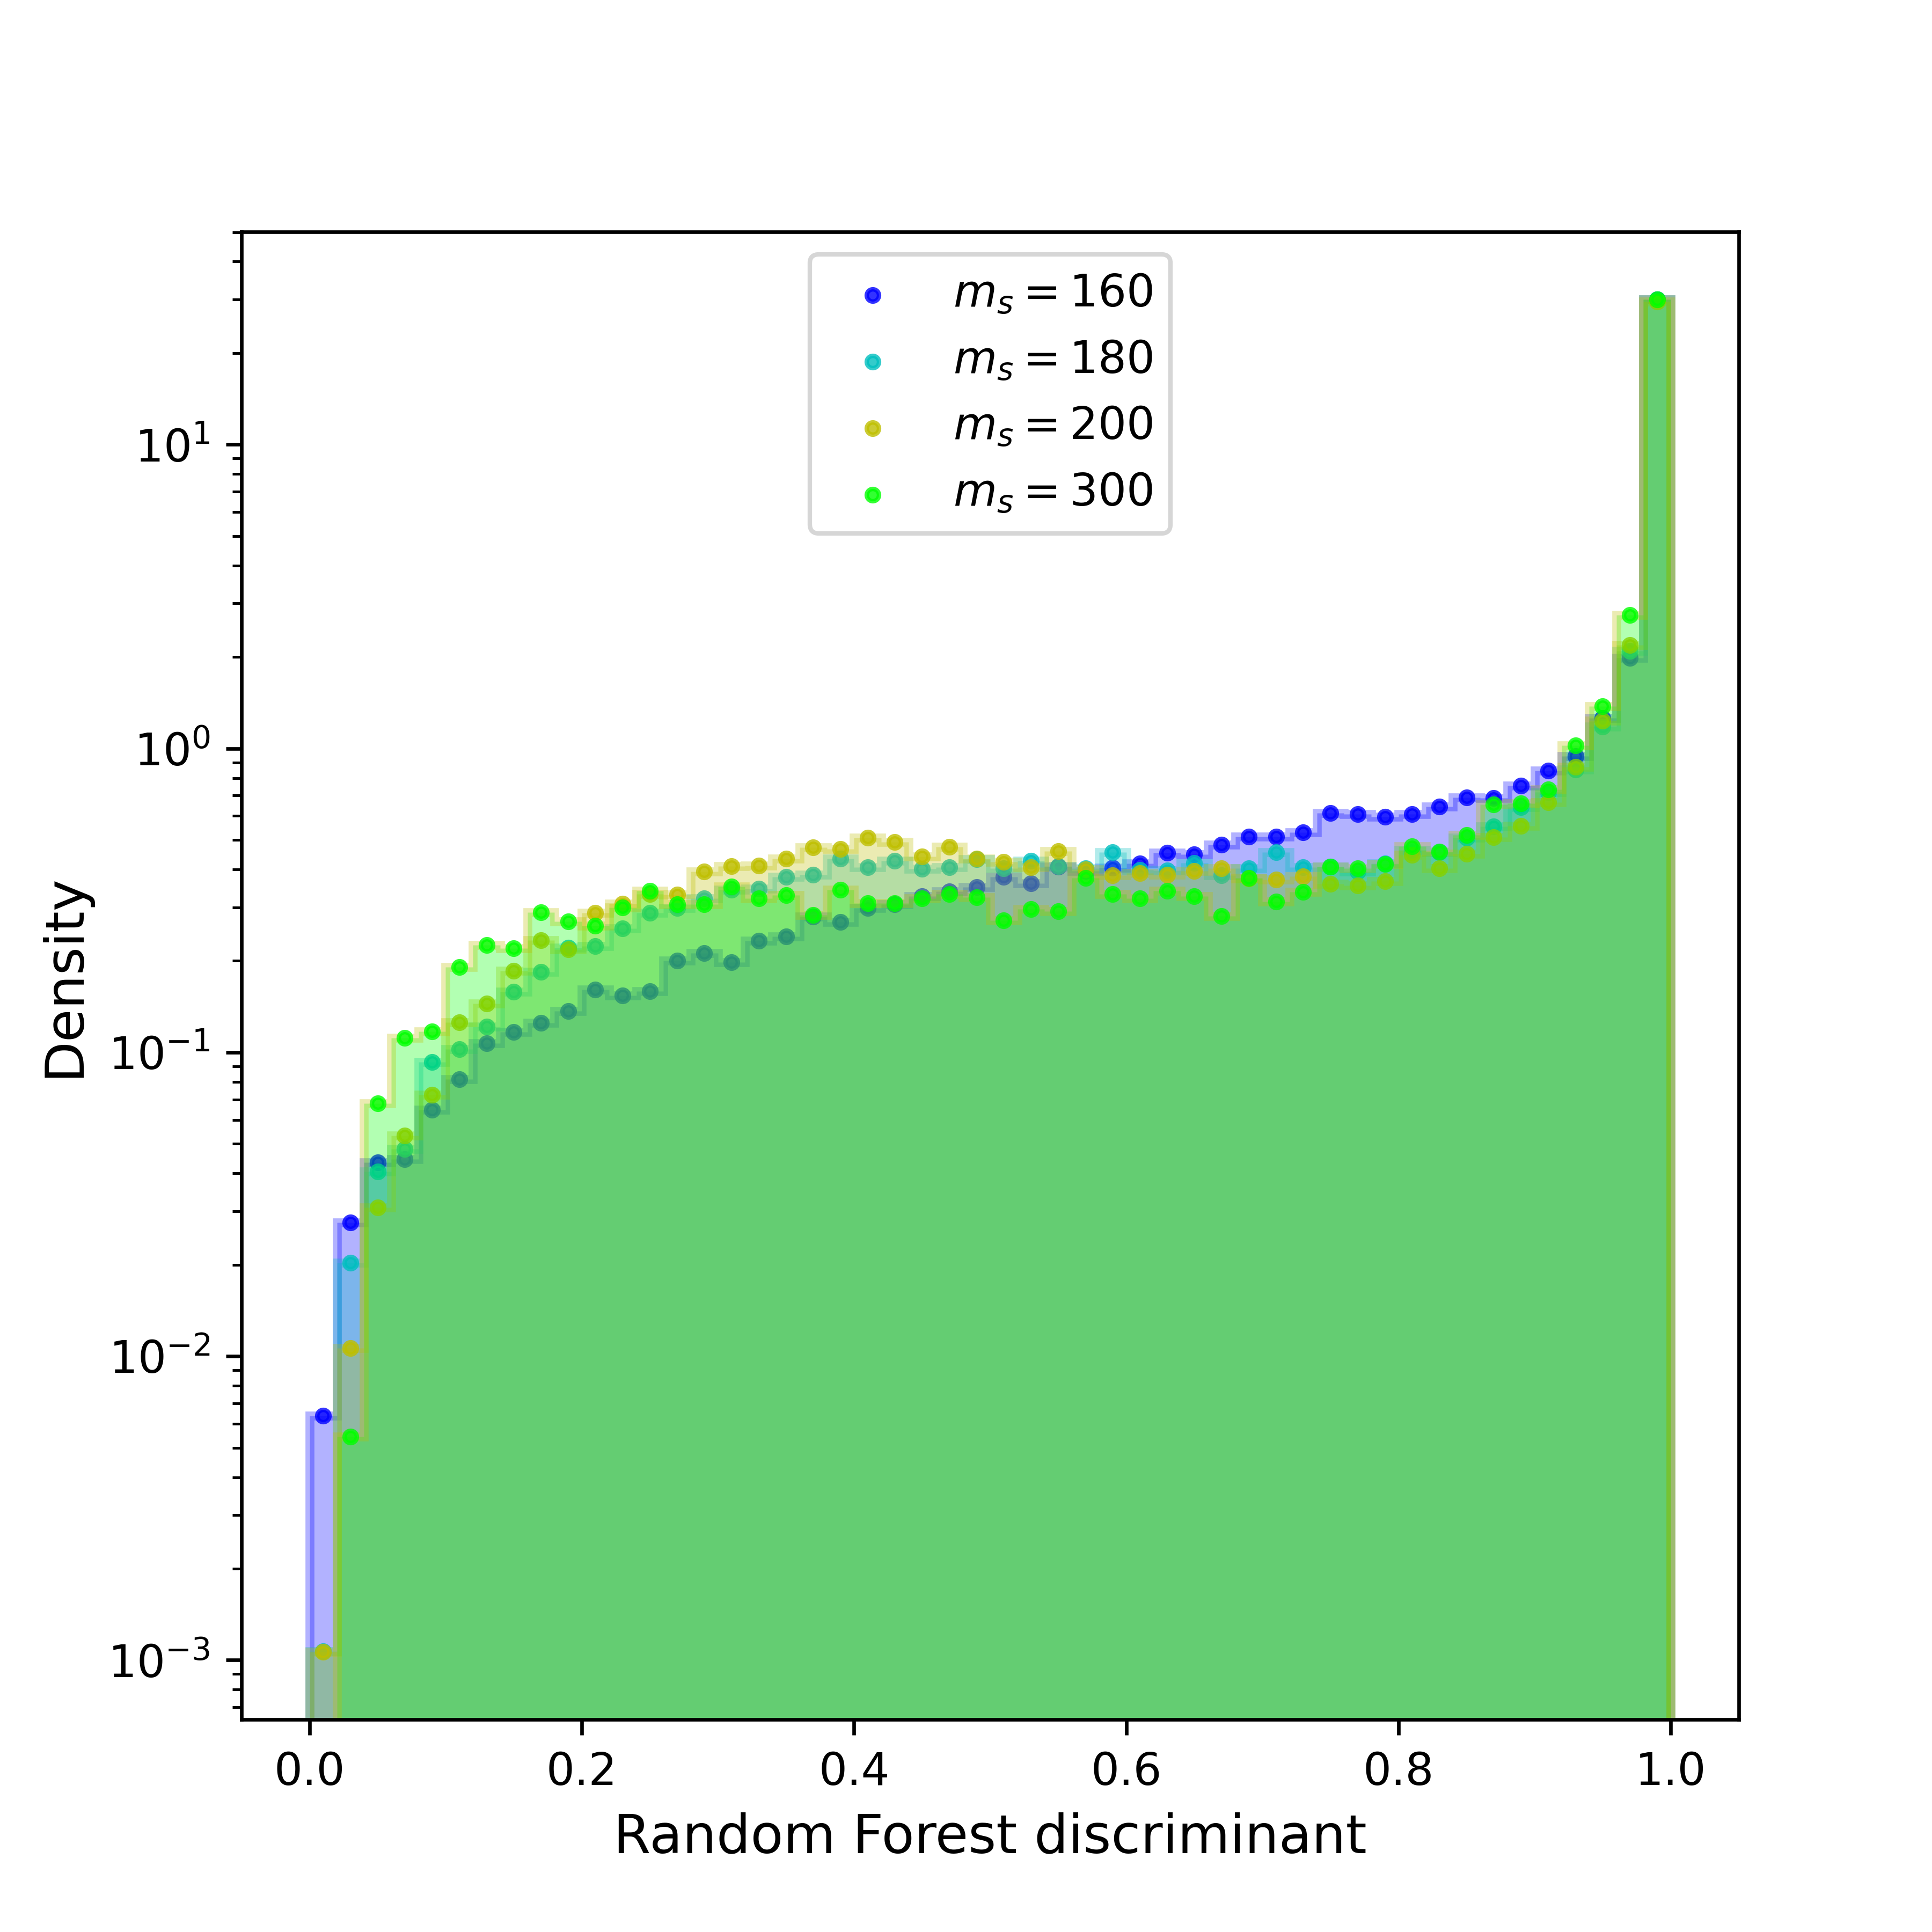 m_s = 160
m_s = 180
m_s = 200
m_s = 300
10^1
10^0
10^−1
10^−2
10^−3
Density
0.0 0.2 0.4 0.6 0.8 1.0
Random Forest discriminant